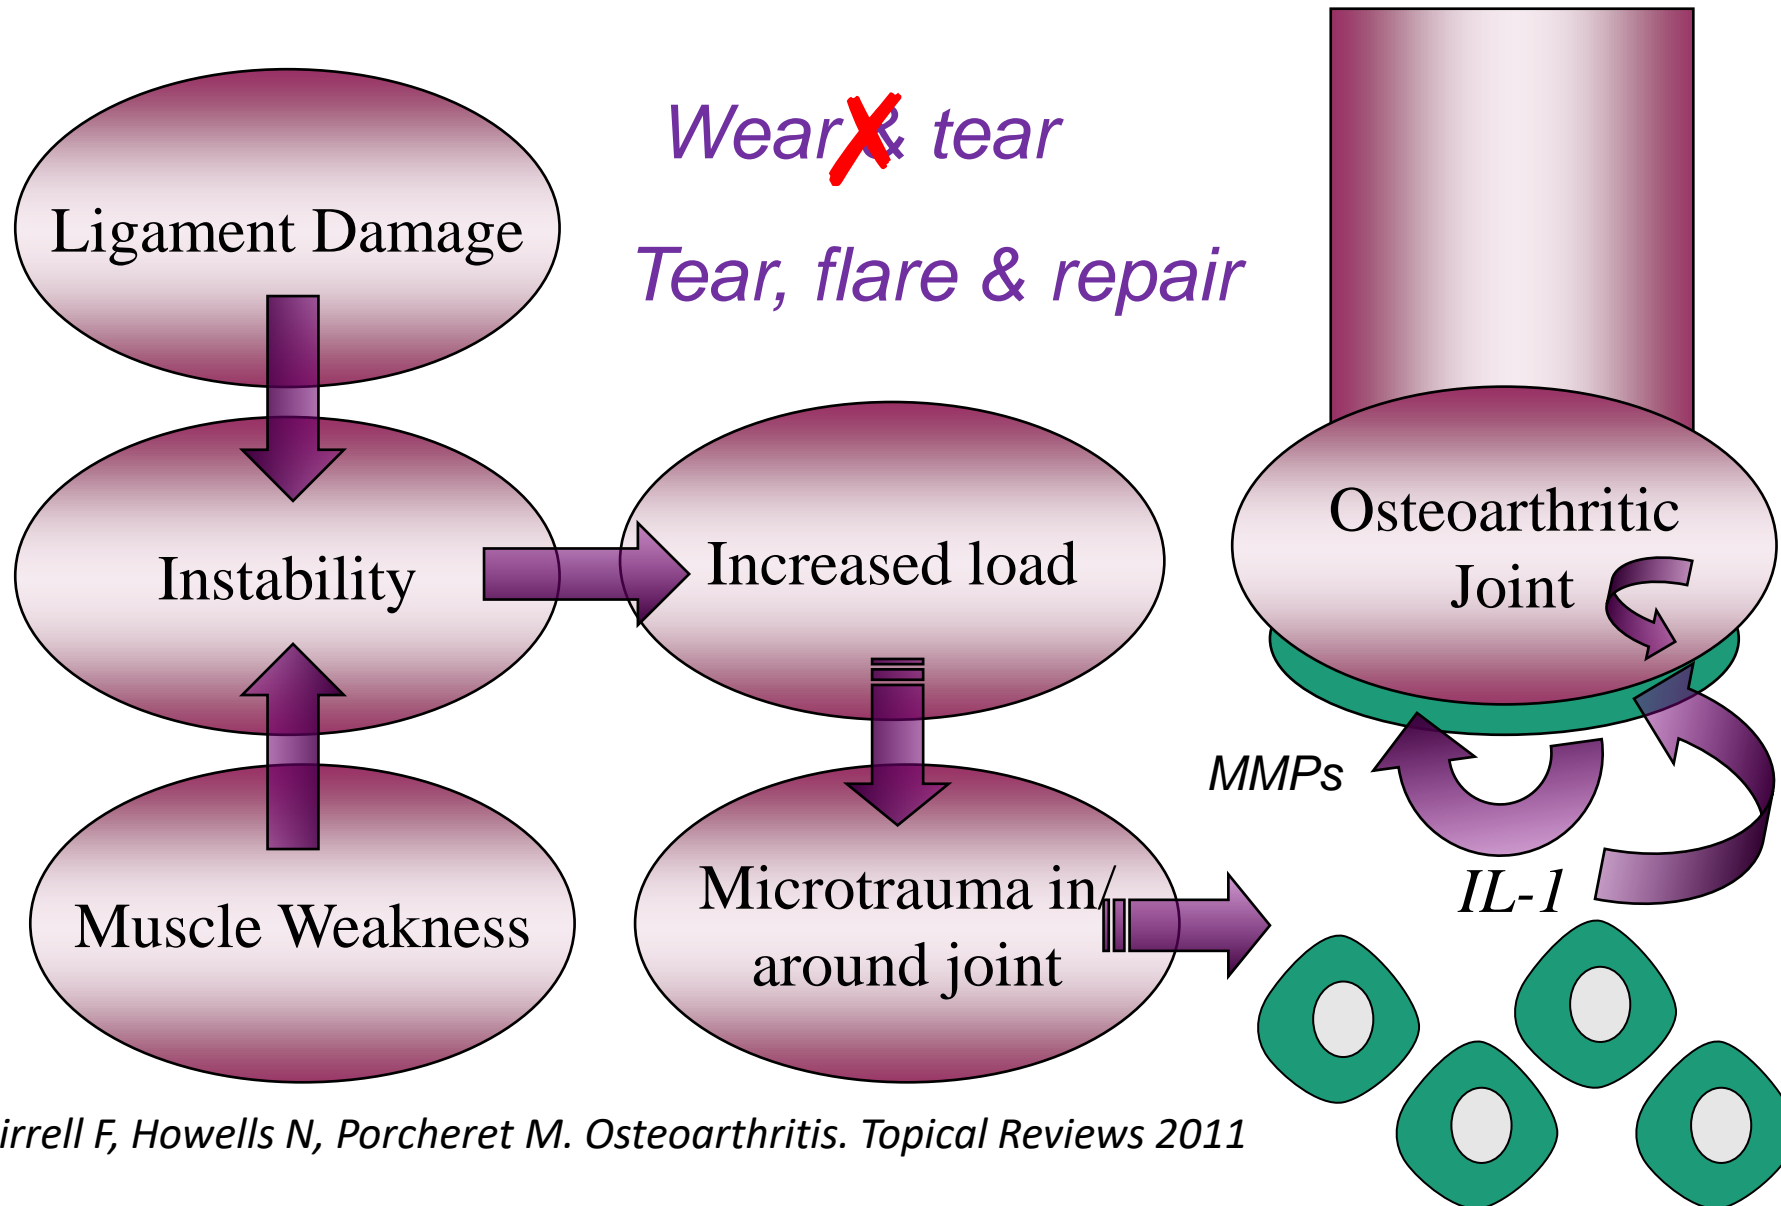 Wear & tear
Tear, flare & repair
Ligament Damage
Instability
Muscle Weakness
Increased load
Microtrauma in/
around joint
Osteoarthritic
Joint
MMPs
IL-1
irrell F, Howells N, Porcheret M. Osteoarthritis. Topical Reviews 2011